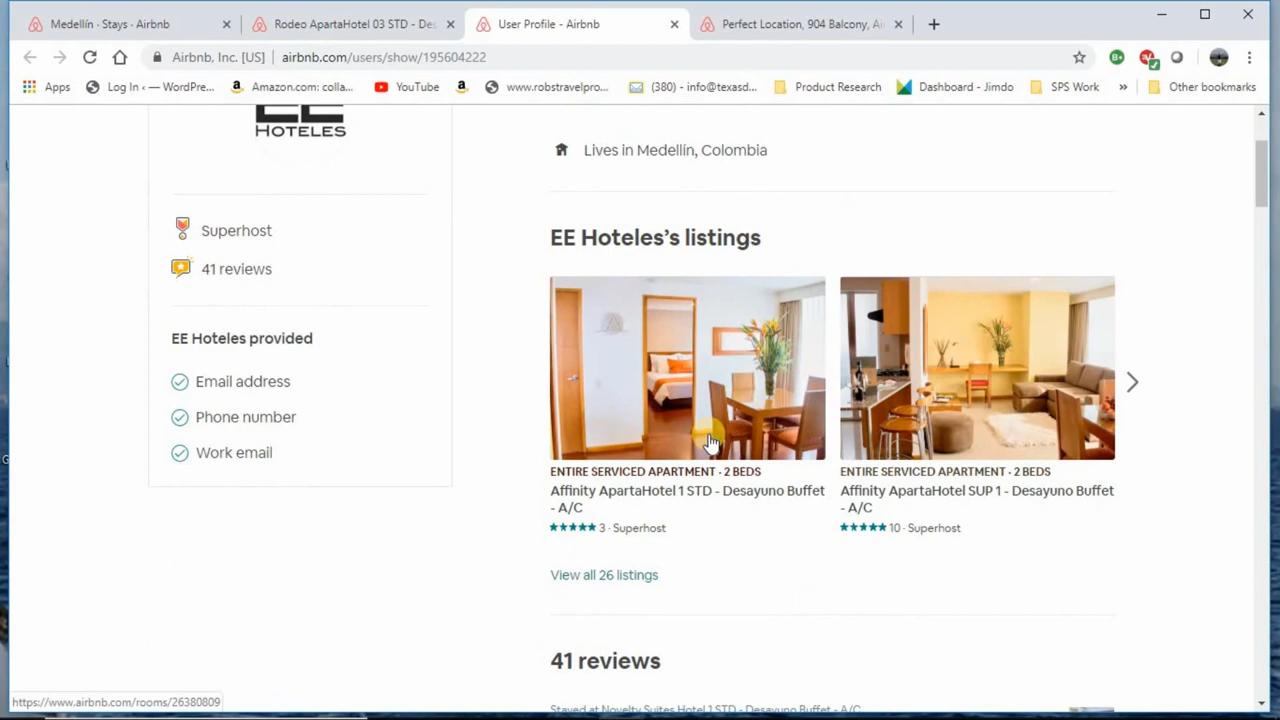 Medellín · Stays · Airbnb
Rodeo ApartaHotel 03 STD - Des
User Profile - Airbnb
Perfect Location, 904 Balcony, Ai
Airbnb, Inc. [US]
airbnb.com/users/show/195604222
Apps
Log In ‹ — WordPre...
Amazon.com: colla...
YouTube
www.robstravelpro...
(380) - info@texasd...
Product Research
Dashboard - Jimdo
SPS Work
»
Other bookmarks
EE
HOTELES
Superhost
41 reviews
EE Hoteles provided
Email address
Phone number
Work email
Lives in Medellín, Colombia
EE Hoteles's listings
ENTIRE SERVICED APARTMENT · 2 BEDS
Affinity ApartaHotel 1 STD - Desayuno Buffet
- A/C
3 · Superhost
ENTIRE SERVICED APARTMENT · 2 BEDS
Affinity ApartaHotel SUP 1 - Desayuno Buffet
- A/C
10 · Superhost
View all 26 listings
41 reviews
Stayed at Novelty Suites Hotel 1 STD - Desayuno Buffet - A/C
https://www.airbnb.com/rooms/26380809